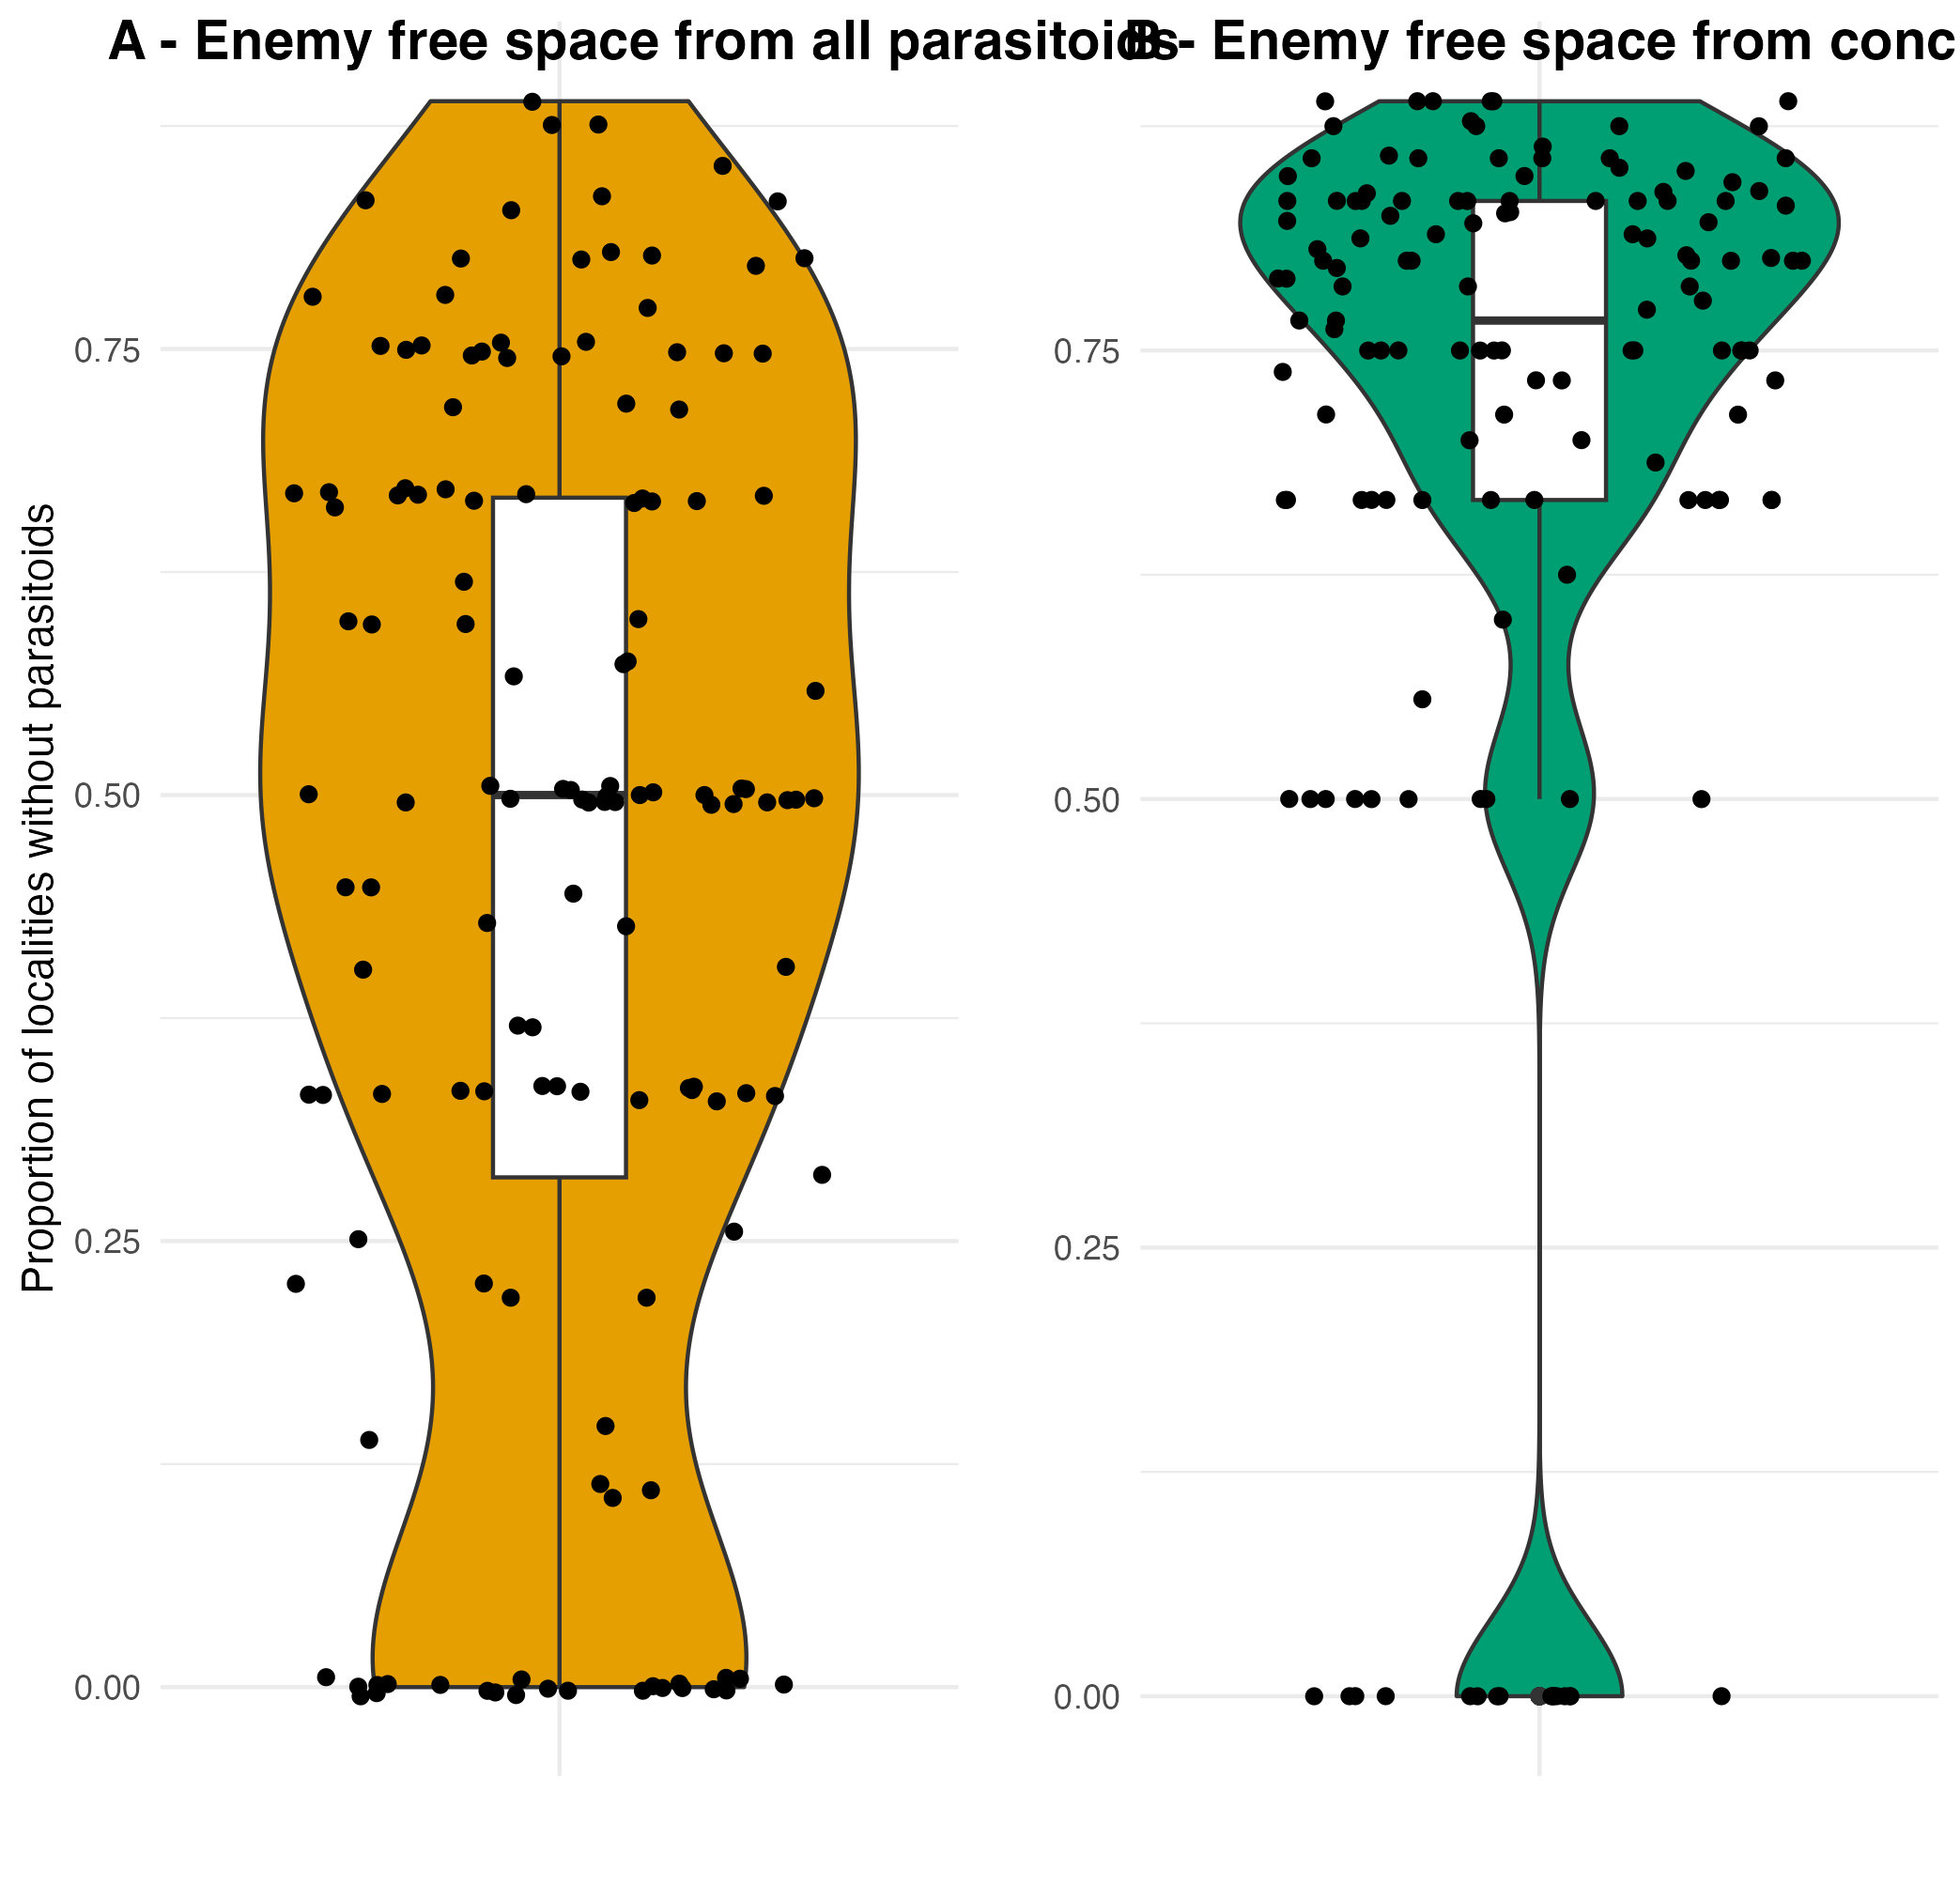 A - Enemy free space from all parasitoids
B - Enemy free space from conc
Proportion of localities without parasitoids
0.75
0.50
0.25
0.00
0.75
0.50
0.25
0.00